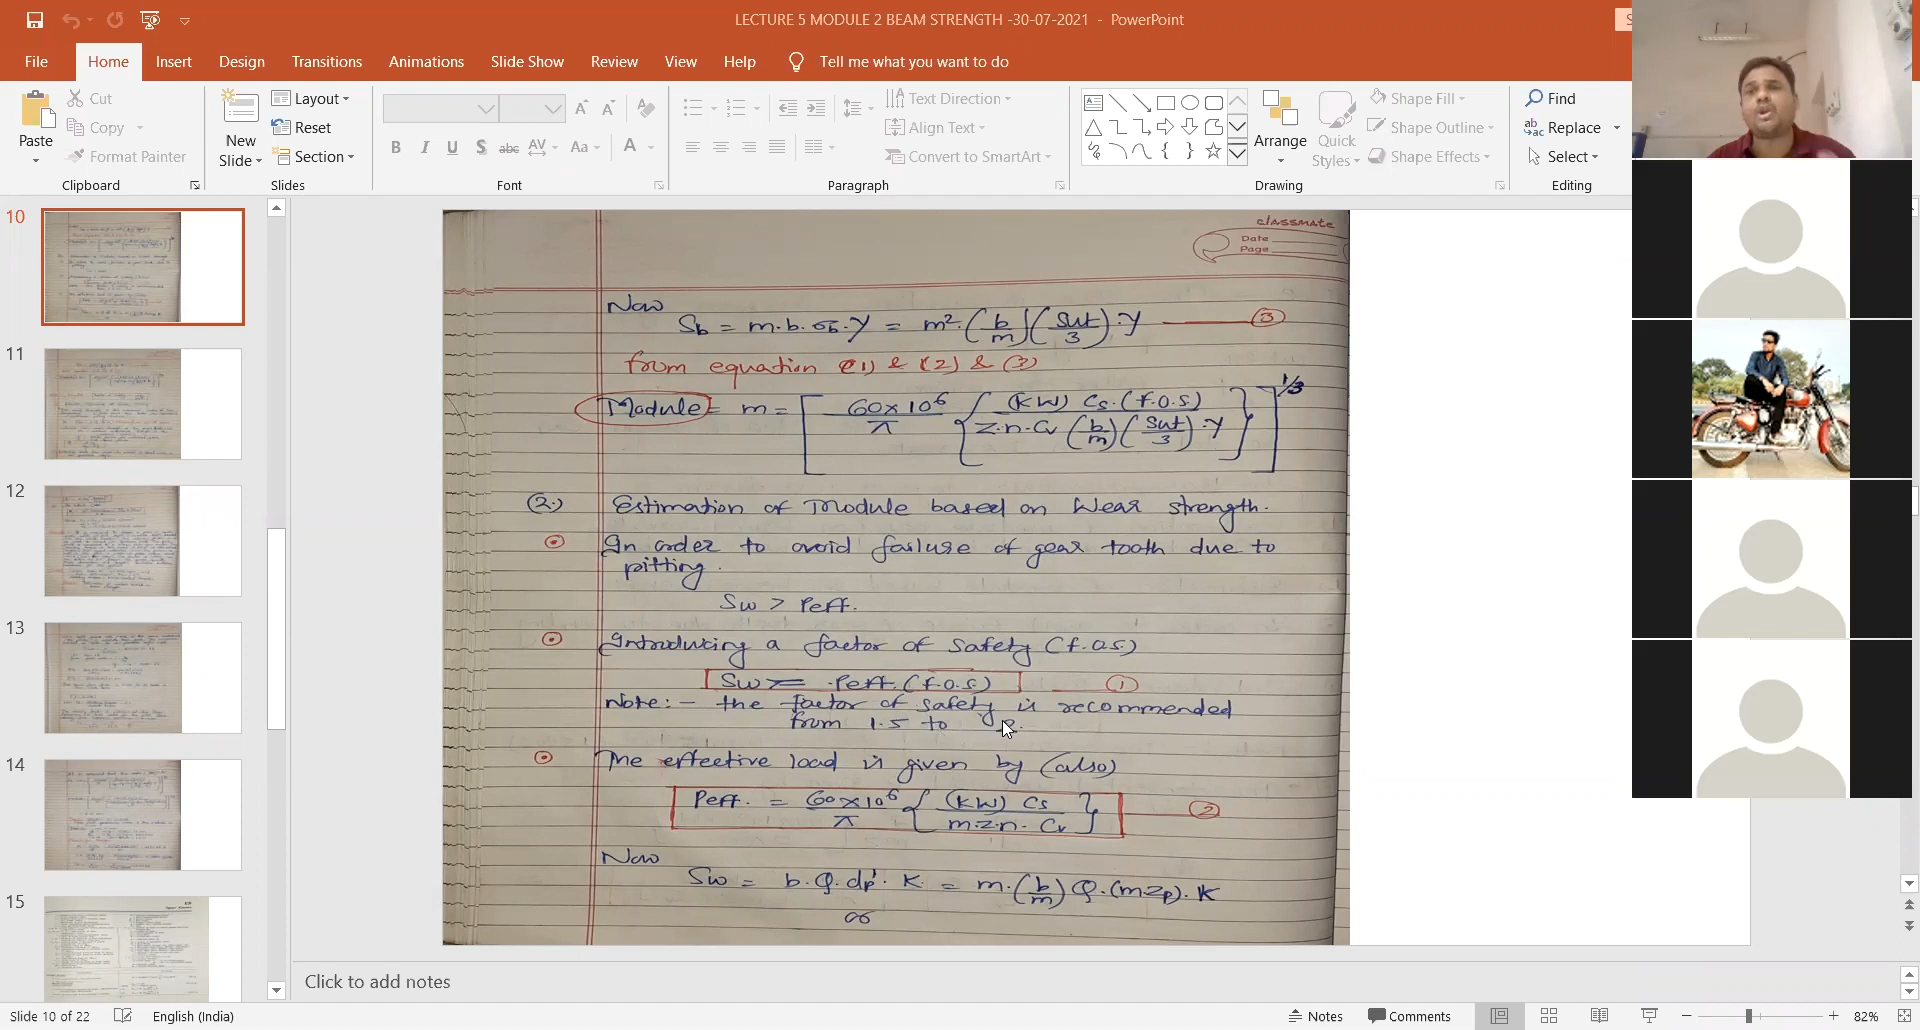 LECTURE 5 MODULE 2 BEAM STRENGTH -30-07-2021 - PowerPoint
File Home Insert Design Transitions Animations Slide Show Review View Help Tell me what you want to do
Paste
Cut
Copy
Format Painter
Clipboard
New Slide
Layout
Reset
Section
Slides
Font
Text Direction
Align Text
Convert to SmartArt
Paragraph
Arrange
Quick Styles
Shape Fill
Shape Outline
Shape Effects
Drawing
Find
Replace
Select
Editing
10
11
12
13
14
15
classmate
Date
Page
Now
Sb = m.b.σb.Y = m².(b/m)(Sut/3).Y ③
from equation (1) & (2) & (3)
Module = m = [60×10⁶/π {(KW) Cs.(f.o.s)/z.n.Cv (b/m)(Sut/3).Y}]^1/3
(2.) Estimation of Module based on Wear strength.
In order to avoid failure of gear tooth due to
pitting.
Sw > Peff.
Introducing a factor of safety (f.o.s)
Sw = Peff.(f.o.s) ①
Note:- the factor of safety is recommended
from 1.5 to 2.
The effective load is given by (also)
Peff. = 60×10⁶/π {(KW) Cs/m.z.n. Cv} ②
Now
Sw = b.Q.dp'.K. = m.(b/m) Q.(mzp).K
or
Click to add notes
Slide 10 of 22 English (India) Notes Comments 82%